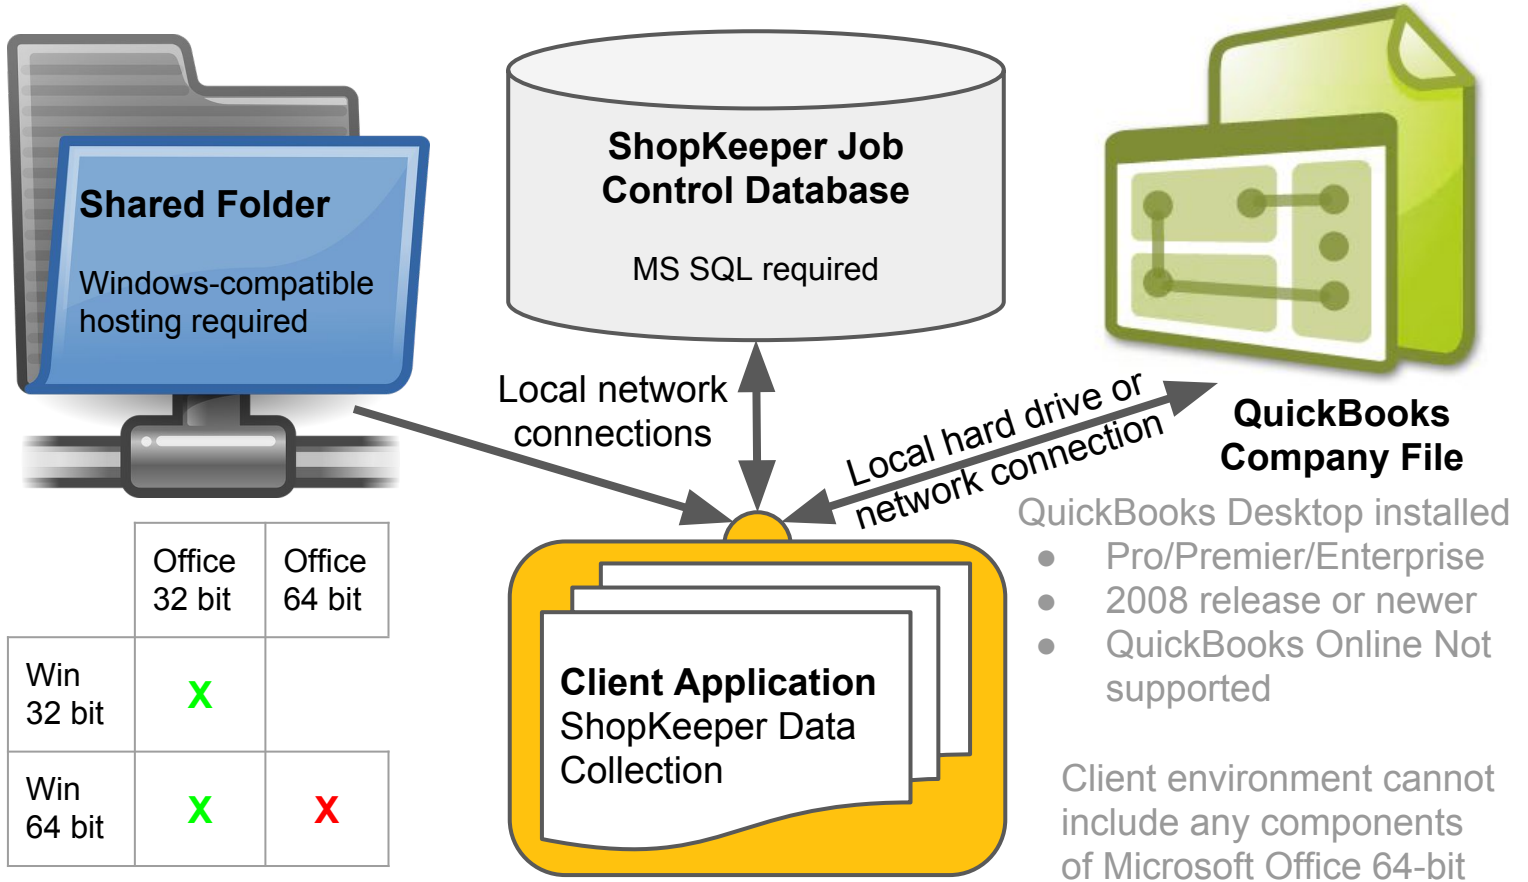 Shared Folder
Windows-compatible
hosting required
ShopKeeper Job
Control Database
MS SQL required
Local network
connections
Local hard drive or
network connection
QuickBooks
Company File
QuickBooks Desktop installed
● Pro/Premier/Enterprise
● 2008 release or newer
● QuickBooks Online Not
supported
Client environment cannot
include any components
of Microsoft Office 64-bit
Client Application
ShopKeeper Data
Collection
Office
32 bit
Office
64 bit
Win
32 bit
X
Win
64 bit
X
X